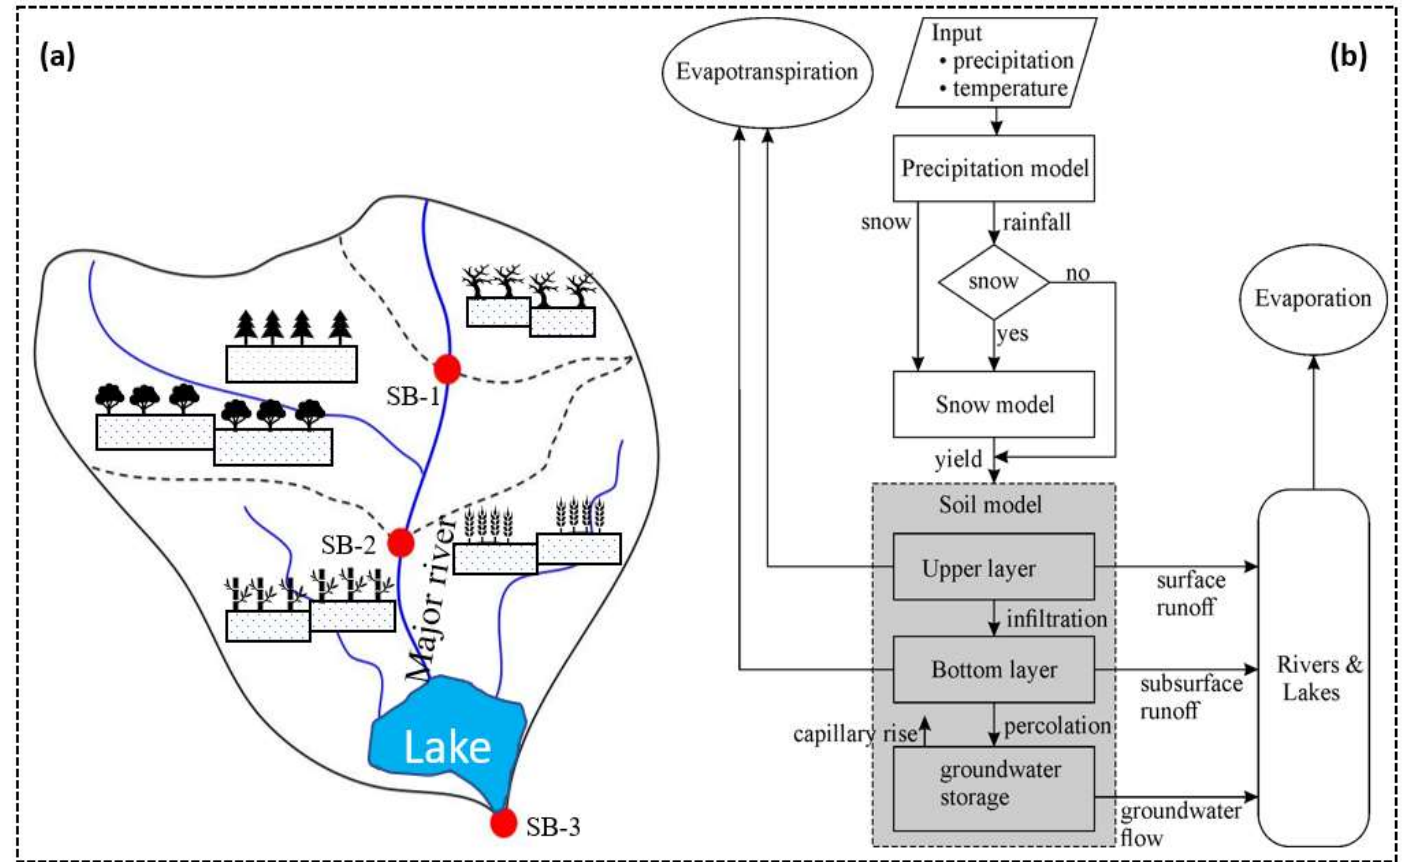 (a)
SB-1
SB-2
Major river
Lake
SB-3
(b)
Evapotranspiration
Input
• precipitation
• temperature
Precipitation model
snow
rainfall
snow
no
yes
Snow model
yield
Soil model
Upper layer
surface
runoff
infiltration
Bottom layer
subsurface
runoff
capillary rise
percolation
groundwater
storage
groundwater
flow
Evaporation
Rivers &
Lakes